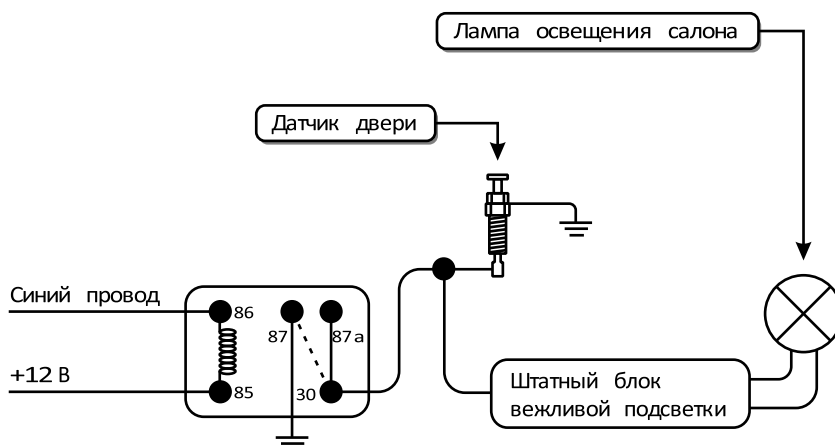 Лампа освещения салона
Датчик двери
Синий провод
86
87
87а
+12 В
85
30
Штатный блок
вежливой подсветки